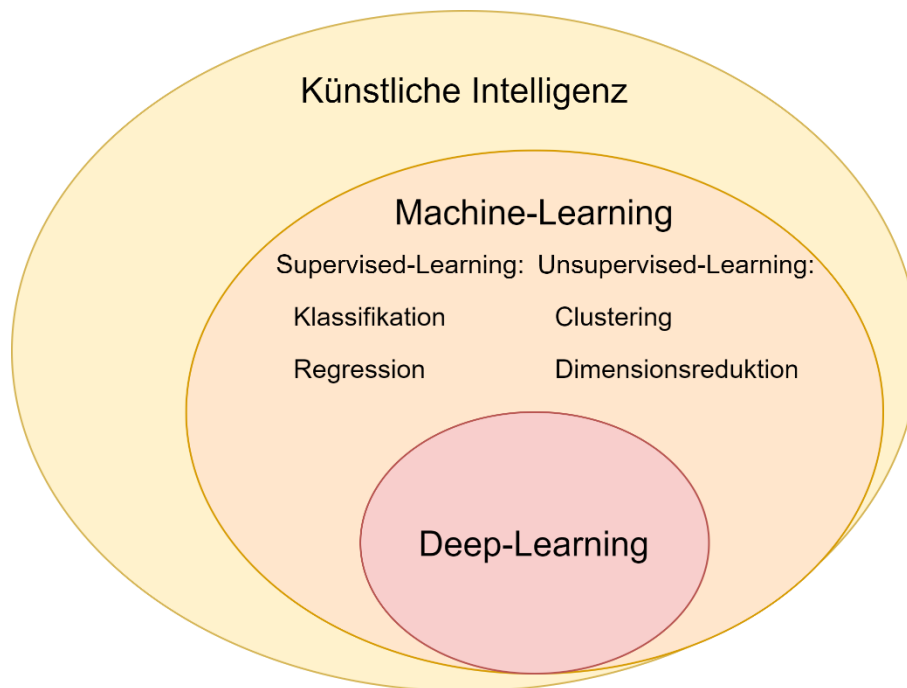 Künstliche Intelligenz
Machine-Learning
Supervised-Learning: Unsupervised-Learning:
Klassifikation Clustering
Regression Dimensionsreduktion
Deep-Learning